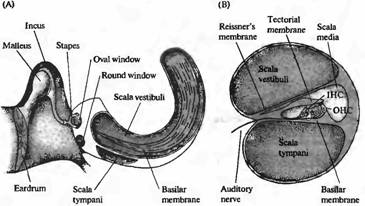 (A)
Incus
Malleus
Stapes
Oval window
Round window
Scala vestibuli
Eardrum
Scala
tympani
Basilar
membrane
(B)
Reissner's
membrane
Tectorial
membrane
Scala
media
Scala
vestibuli
IHC
OHC
Scala
tympani
Auditory
nerve
Basilar
membrane